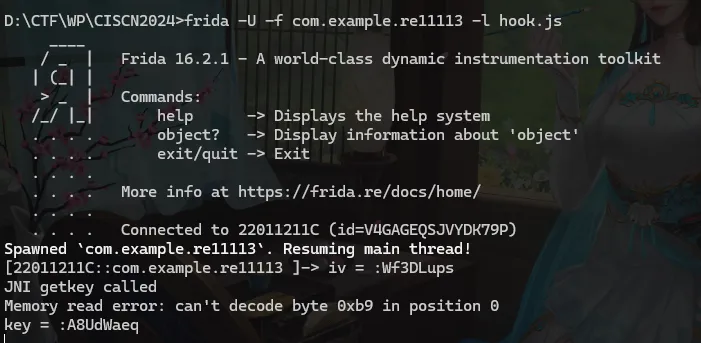 D:\CTF\WP\CISCN2024>frida -U -f com.example.re11113 -l hook.js
     ____
    / _  |   Frida 16.2.1 - A world-class dynamic instrumentation toolkit
   | (_| |
    > _  |   Commands:
   /_/ |_|       help      -> Displays the help system
   . . . .       object?   -> Display information about 'object'
   . . . .       exit/quit -> Exit
   . . . .
   . . . .   More info at https://frida.re/docs/home/
   . . . .
   . . . .   Connected to 22011211C (id=V4GAGEQSJVYDK79P)
Spawned `com.example.re11113`. Resuming main thread!
[22011211C::com.example.re11113 ]-> iv = :Wf3DLups
JNI getkey called
Memory read error: can't decode byte 0xb9 in position 0
key = :A8UdWaeq